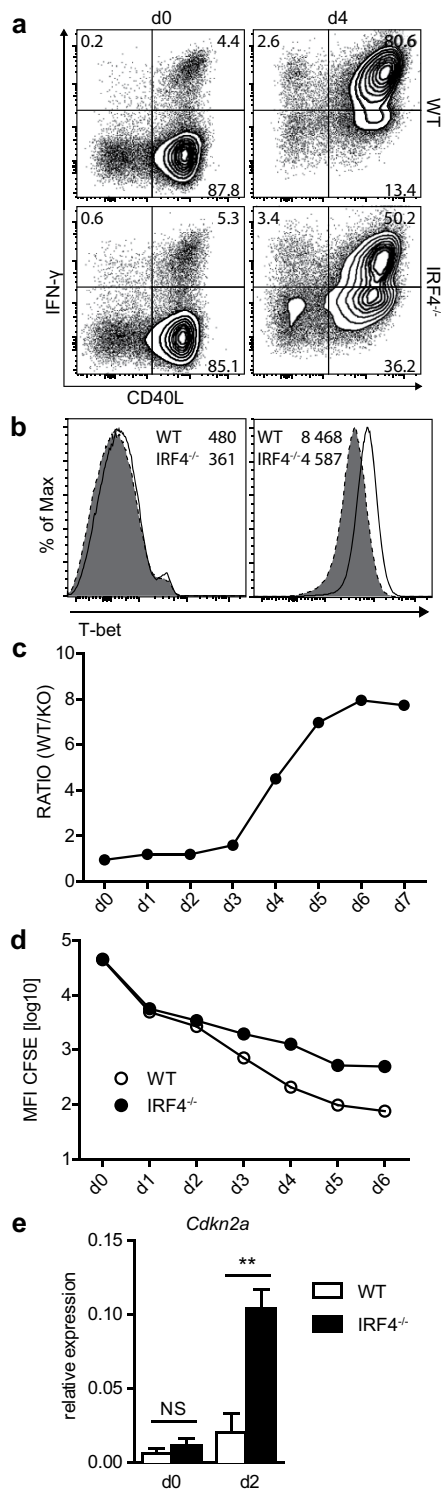 a
d0 d4
0.2 4.4 2.6 80.6
WT
87.8 13.4
0.6 5.3 3.4 50.2
IRF4-/-
85.1 36.2
IFN-γ
CD40L
b
WT 480
IRF4-/- 361
WT 8 468
IRF4-/- 4 587
% of Max
T-bet
c
RATIO (WT/KO)
10
8
6
4
2
0
d0 d1 d2 d3 d4 d5 d6 d7
d
MFI CFSE [log10]
5
4
3
2
1
WT
IRF4-/-
d0 d1 d2 d3 d4 d5 d6
e
Cdkn2a
relative expression
0.15
0.10
0.05
0.00
NS
**
WT
IRF4-/-
d0 d2